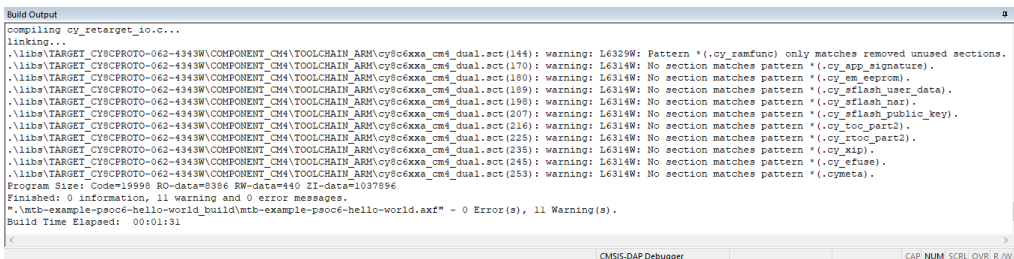 Build Output
compiling cy_retarget_io.c...
linking...
.\libs\TARGET_CY8CPROTO-062-4343W\COMPONENT_CM4\TOOLCHAIN_ARM\cy8c6xxa_cm4_dual.sct(144): warning: L6329W: Pattern *(.cy_ramfunc) only matches removed unused sections.
.\libs\TARGET_CY8CPROTO-062-4343W\COMPONENT_CM4\TOOLCHAIN_ARM\cy8c6xxa_cm4_dual.sct(170): warning: L6314W: No section matches pattern *(.cy_app_signature).
.\libs\TARGET_CY8CPROTO-062-4343W\COMPONENT_CM4\TOOLCHAIN_ARM\cy8c6xxa_cm4_dual.sct(180): warning: L6314W: No section matches pattern *(.cy_em_eeprom).
.\libs\TARGET_CY8CPROTO-062-4343W\COMPONENT_CM4\TOOLCHAIN_ARM\cy8c6xxa_cm4_dual.sct(189): warning: L6314W: No section matches pattern *(.cy_sflash_user_data).
.\libs\TARGET_CY8CPROTO-062-4343W\COMPONENT_CM4\TOOLCHAIN_ARM\cy8c6xxa_cm4_dual.sct(198): warning: L6314W: No section matches pattern *(.cy_sflash_nar).
.\libs\TARGET_CY8CPROTO-062-4343W\COMPONENT_CM4\TOOLCHAIN_ARM\cy8c6xxa_cm4_dual.sct(207): warning: L6314W: No section matches pattern *(.cy_sflash_public_key).
.\libs\TARGET_CY8CPROTO-062-4343W\COMPONENT_CM4\TOOLCHAIN_ARM\cy8c6xxa_cm4_dual.sct(216): warning: L6314W: No section matches pattern *(.cy_toc_part2).
.\libs\TARGET_CY8CPROTO-062-4343W\COMPONENT_CM4\TOOLCHAIN_ARM\cy8c6xxa_cm4_dual.sct(225): warning: L6314W: No section matches pattern *(.cy_rtoc_part2).
.\libs\TARGET_CY8CPROTO-062-4343W\COMPONENT_CM4\TOOLCHAIN_ARM\cy8c6xxa_cm4_dual.sct(235): warning: L6314W: No section matches pattern *(.cy_xip).
.\libs\TARGET_CY8CPROTO-062-4343W\COMPONENT_CM4\TOOLCHAIN_ARM\cy8c6xxa_cm4_dual.sct(245): warning: L6314W: No section matches pattern *(.cy_efuse).
.\libs\TARGET_CY8CPROTO-062-4343W\COMPONENT_CM4\TOOLCHAIN_ARM\cy8c6xxa_cm4_dual.sct(253): warning: L6314W: No section matches pattern *(.cymeta).
Program Size: Code=19998 RO-data=8386 RW-data=440 ZI-data=1037896
Finished: 0 information, 11 warning and 0 error messages.
".\mtb-example-psoc6-hello-world_build\mtb-example-psoc6-hello-world.axf" - 0 Error(s), 11 Warning(s).
Build Time Elapsed:  00:01:31
CMSIS-DAP Debugger CAP NUM SCRL OVR R/W